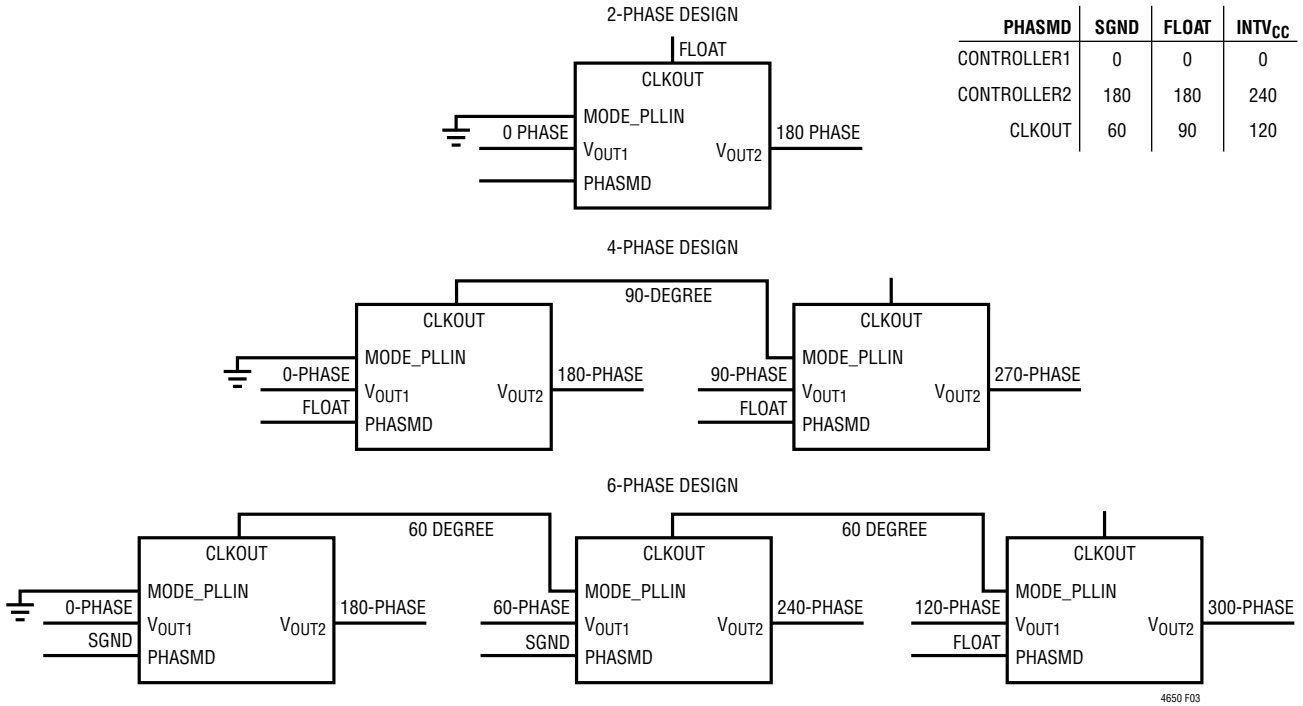 2-PHASE DESIGN
FLOAT
CLKOUT
MODE_PLLIN
0 PHASE
VOUT1
VOUT2
180 PHASE
PHASMD
PHASMD SGND FLOAT INTVCC
CONTROLLER1 0 0 0
CONTROLLER2 180 180 240
CLKOUT 60 90 120
4-PHASE DESIGN
90-DEGREE
CLKOUT
MODE_PLLIN
0-PHASE
VOUT1
VOUT2
180-PHASE
FLOAT
PHASMD
CLKOUT
MODE_PLLIN
90-PHASE
VOUT1
VOUT2
270-PHASE
FLOAT
PHASMD
6-PHASE DESIGN
60 DEGREE
60 DEGREE
CLKOUT
MODE_PLLIN
0-PHASE
VOUT1
VOUT2
180-PHASE
SGND
PHASMD
CLKOUT
MODE_PLLIN
60-PHASE
VOUT1
VOUT2
240-PHASE
SGND
PHASMD
CLKOUT
MODE_PLLIN
120-PHASE
VOUT1
VOUT2
300-PHASE
FLOAT
PHASMD
4650 F03